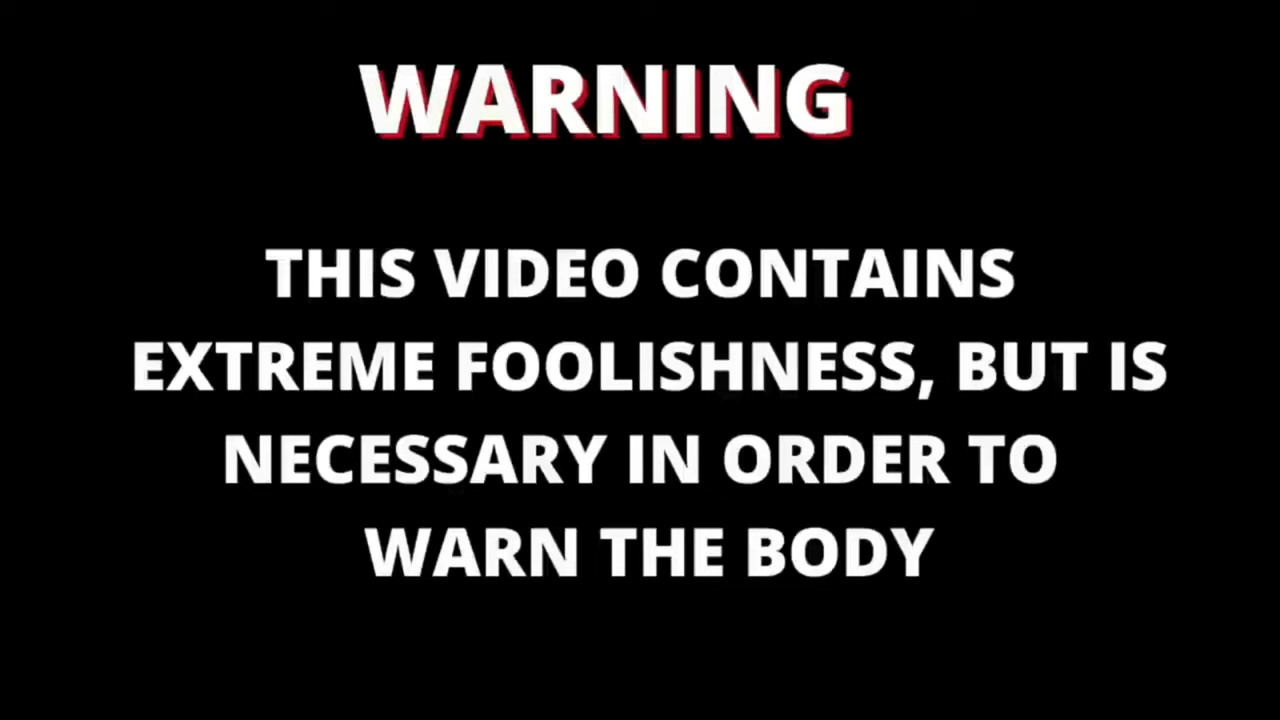 WARNING
THIS VIDEO CONTAINS
EXTREME FOOLISHNESS, BUT IS
NECESSARY IN ORDER TO
WARN THE BODY